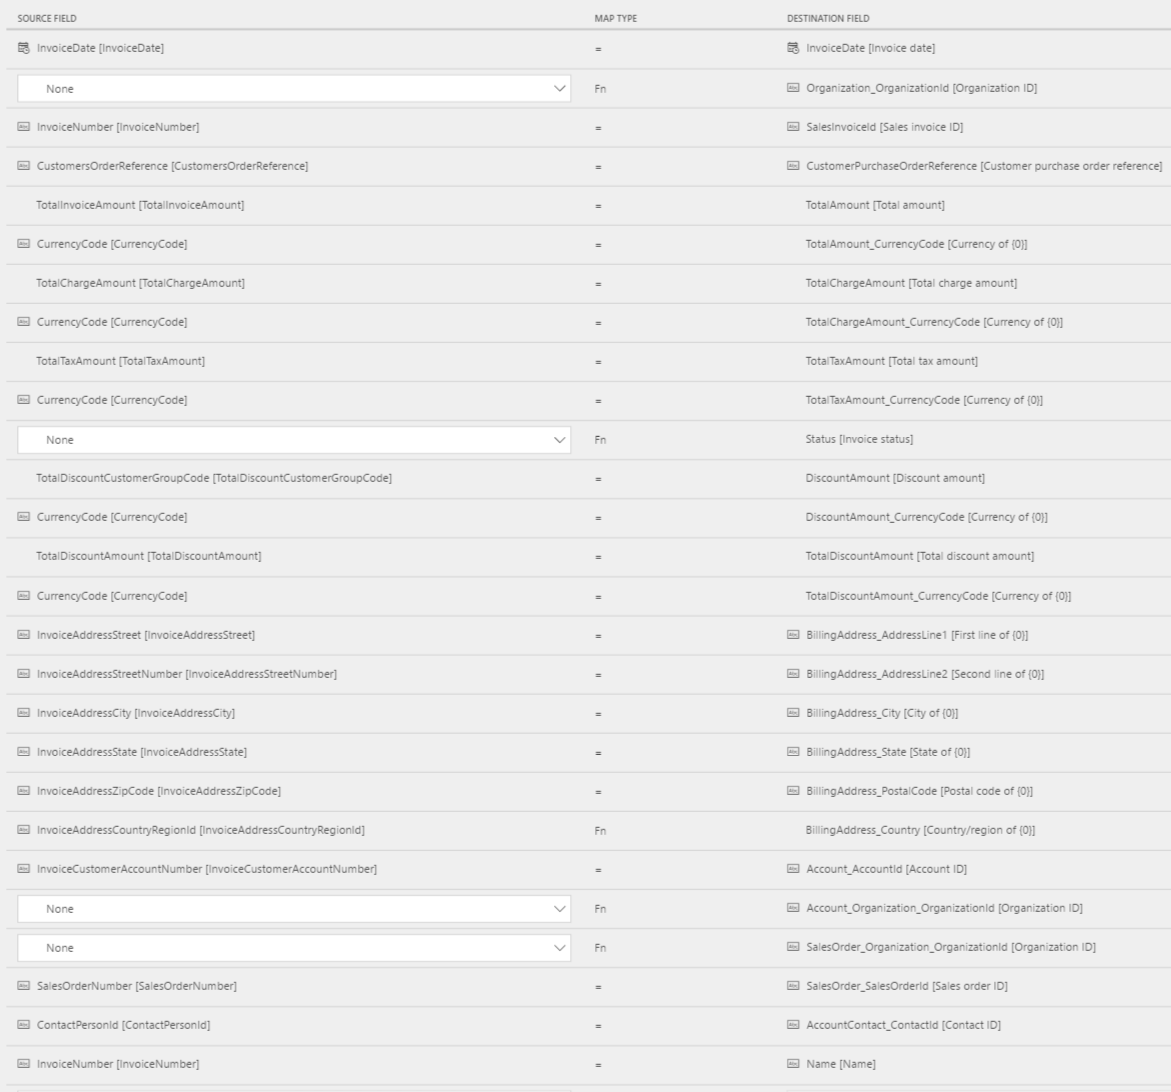 SOURCE FIELD MAP TYPE DESTINATION FIELD
InvoiceDate [InvoiceDate] = InvoiceDate [Invoice date]
None Fn Organization_OrganizationId [Organization ID]
InvoiceNumber [InvoiceNumber] = SalesInvoiceId [Sales invoice ID]
CustomersOrderReference [CustomersOrderReference] = CustomerPurchaseOrderReference [Customer purchase order reference]
TotalInvoiceAmount [TotalInvoiceAmount] = TotalAmount [Total amount]
CurrencyCode [CurrencyCode] = TotalAmount_CurrencyCode [Currency of {0}]
TotalChargeAmount [TotalChargeAmount] = TotalChargeAmount [Total charge amount]
CurrencyCode [CurrencyCode] = TotalChargeAmount_CurrencyCode [Currency of {0}]
TotalTaxAmount [TotalTaxAmount] = TotalTaxAmount [Total tax amount]
CurrencyCode [CurrencyCode] = TotalTaxAmount_CurrencyCode [Currency of {0}]
None Fn Status [Invoice status]
TotalDiscountCustomerGroupCode [TotalDiscountCustomerGroupCode] = DiscountAmount [Discount amount]
CurrencyCode [CurrencyCode] = DiscountAmount_CurrencyCode [Currency of {0}]
TotalDiscountAmount [TotalDiscountAmount] = TotalDiscountAmount [Total discount amount]
CurrencyCode [CurrencyCode] = TotalDiscountAmount_CurrencyCode [Currency of {0}]
InvoiceAddressStreet [InvoiceAddressStreet] = BillingAddress_AddressLine1 [First line of {0}]
InvoiceAddressStreetNumber [InvoiceAddressStreetNumber] = BillingAddress_AddressLine2 [Second line of {0}]
InvoiceAddressCity [InvoiceAddressCity] = BillingAddress_City [City of {0}]
InvoiceAddressState [InvoiceAddressState] = BillingAddress_State [State of {0}]
InvoiceAddressZipCode [InvoiceAddressZipCode] = BillingAddress_PostalCode [Postal code of {0}]
InvoiceAddressCountryRegionId [InvoiceAddressCountryRegionId] Fn BillingAddress_Country [Country/region of {0}]
InvoiceCustomerAccountNumber [InvoiceCustomerAccountNumber] = Account_AccountId [Account ID]
None Fn Account_Organization_OrganizationId [Organization ID]
None Fn SalesOrder_Organization_OrganizationId [Organization ID]
SalesOrderNumber [SalesOrderNumber] = SalesOrder_SalesOrderId [Sales order ID]
ContactPersonId [ContactPersonId] = AccountContact_ContactId [Contact ID]
InvoiceNumber [InvoiceNumber] = Name [Name]